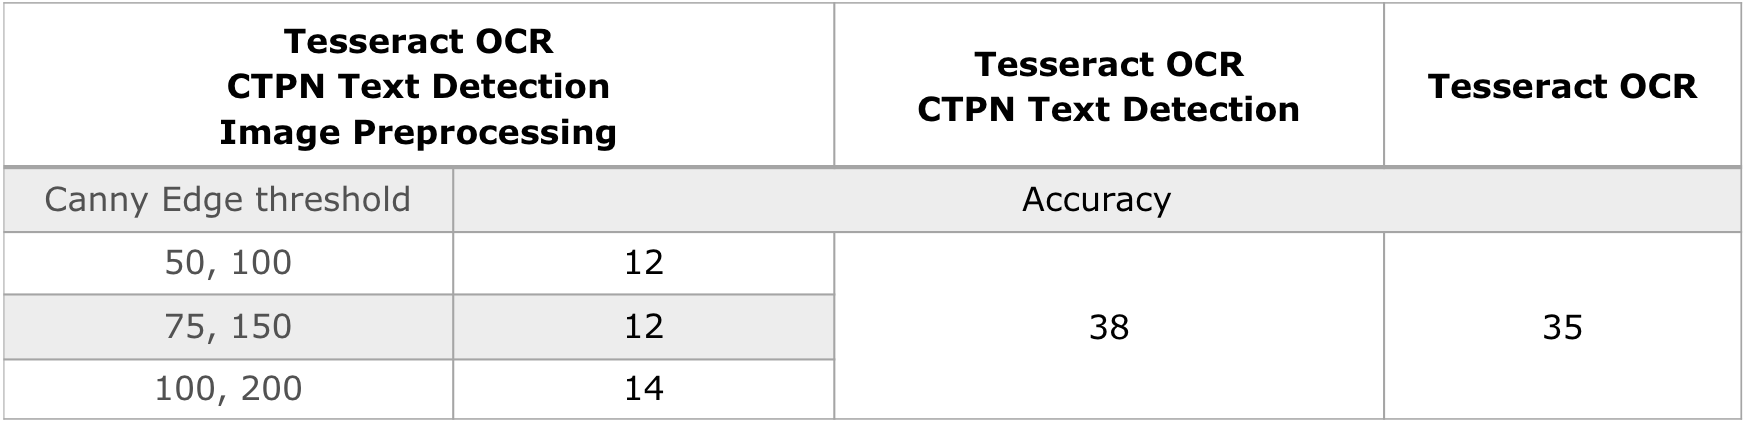 Tesseract OCR
CTPN Text Detection
Image Preprocessing
Tesseract OCR
CTPN Text Detection
Tesseract OCR
Canny Edge threshold
Accuracy
50, 100
12
75, 150
12
100, 200
14
38
35